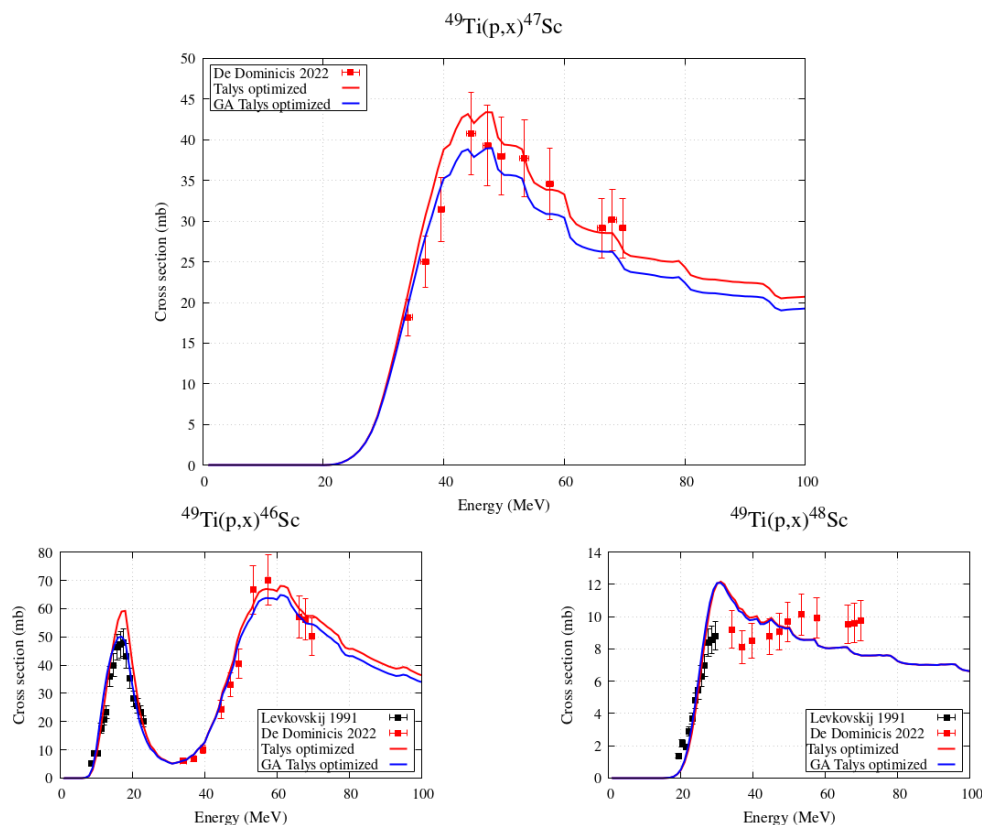 ⁴⁹Ti(p,x)⁴⁷Sc
50
45
40
35
30
25
20
15
10
5
0
Cross section (mb)
De Dominicis 2022
Talys optimized
GA Talys optimized
0 20 40 60 80 100
Energy (MeV)
⁴⁹Ti(p,x)⁴⁶Sc
80
70
60
50
40
30
20
10
0
Cross section (mb)
Levkovskij 1991
De Dominicis 2022
Talys optimized
GA Talys optimized
0 20 40 60 80 100
Energy (MeV)
⁴⁹Ti(p,x)⁴⁸Sc
14
12
10
8
6
4
2
0
Cross section (mb)
Levkovskij 1991
De Dominicis 2022
Talys optimized
GA Talys optimized
0 20 40 60 80 100
Energy (MeV)